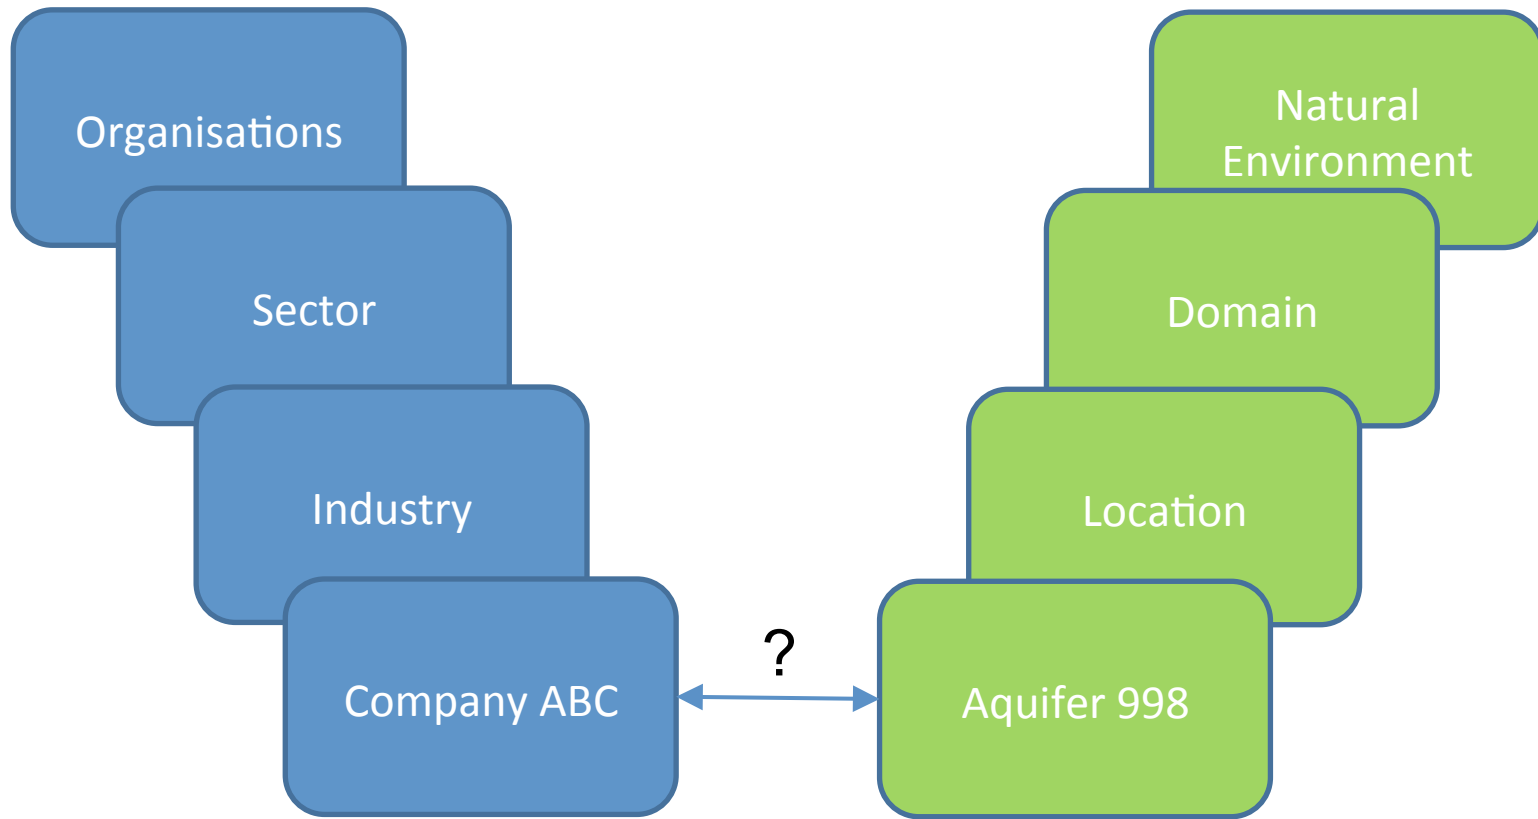 Organisations
Sector
Industry
Company ABC
?
Natural
Environment
Domain
Location
Aquifer 998